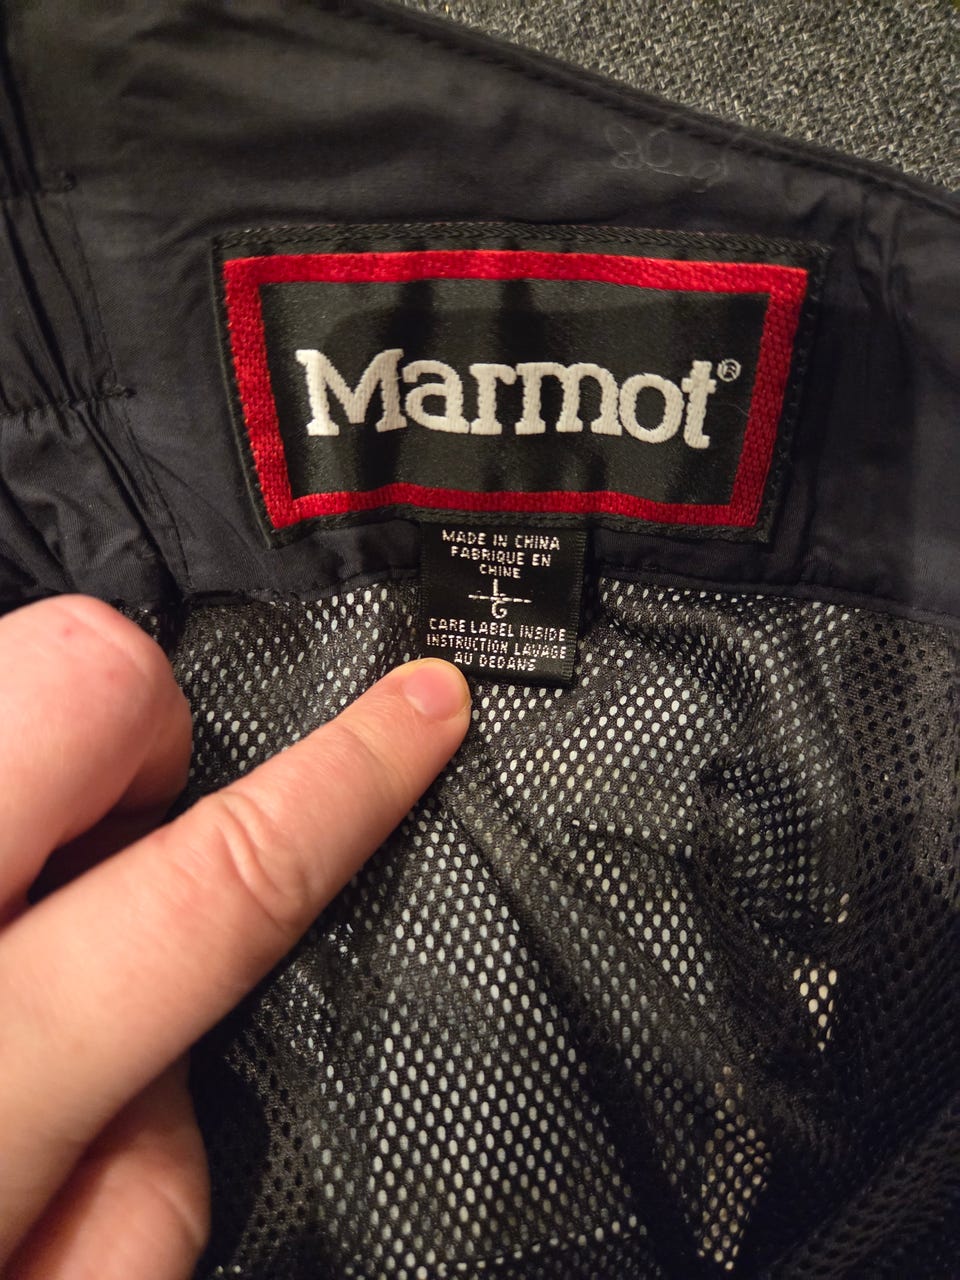 Marmot®
MADE IN CHINA
FABRIQUE EN
CHINE
L
G
CARE LABEL INSIDE
INSTRUCTION LAVAGE
AU DEDANS